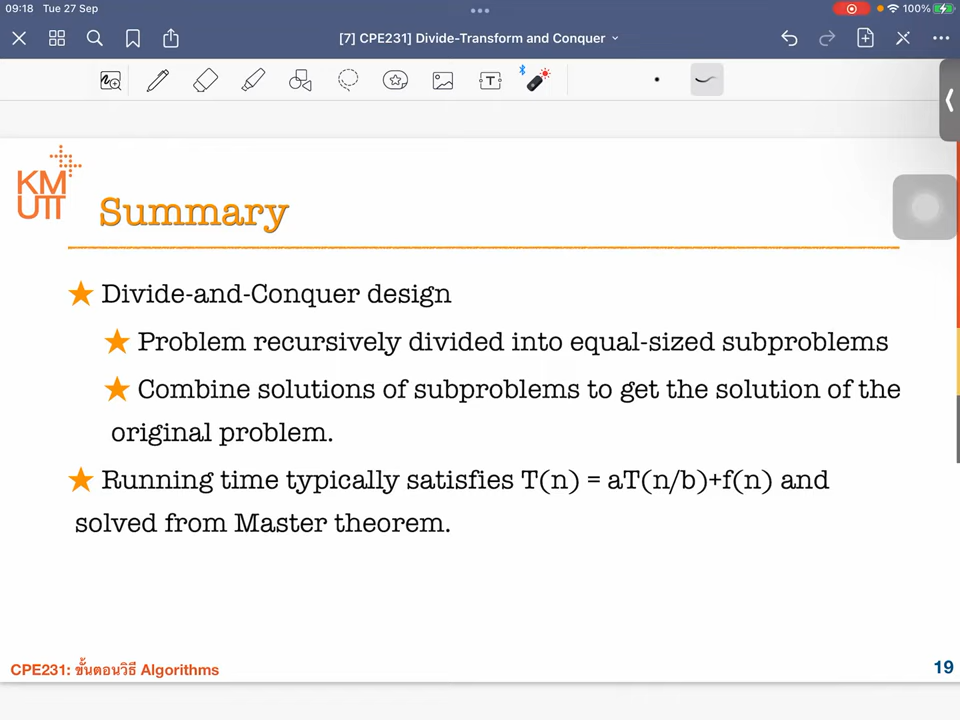 09:18 Tue 27 Sep 100%
[7] CPE231] Divide-Transform and Conquer
T
KM
UTT
Summary
Divide-and-Conquer design
Problem recursively divided into equal-sized subproblems
Combine solutions of subproblems to get the solution of the
original problem.
Running time typically satisfies T(n) = aT(n/b)+f(n) and
solved from Master theorem.
CPE231: ขั้นตอนวิธี Algorithms 19